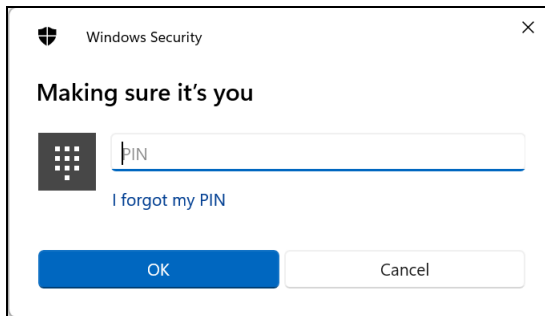 Windows Security
Making sure it's you
PIN
I forgot my PIN
OK
Cancel